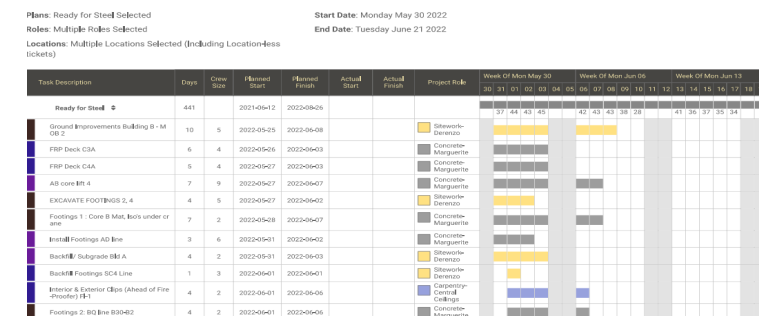 Plans: Ready for Steel Selected
Start Date: Monday May 30 2022
Roles: Multiple Roles Selected
End Date: Tuesday June 21 2022
Locations: Multiple Locations Selected (Including Location-less
tickets)
Task Description Days Crew Size Planned Start Planned Finish Actual Start Actual Finish Project Role Week Of Mon May 30 Week Of Mon Jun 06 Week Of Mon Jun 13
30 31 01 02 03 04 05 06 07 08 09 10 11 12 13 14 15 16 17 18
Ready for Steel 441 2021-06-12 2022-08-26
37 44 43 45 42 43 43 38 28 41 36 37 35 34
Ground Improvements Building B - M
OB 2
10 5 2022-05-25 2022-06-08 Sitework-
Derenzo
FRP Deck C3A 6 4 2022-05-26 2022-06-03 Concrete-
Marguerite
FRP Deck C4A 5 4 2022-05-27 2022-06-03 Concrete-
Marguerite
AB core lift 4 7 9 2022-05-27 2022-06-07 Concrete-
Marguerite
EXCAVATE FOOTINGS 2, 4 4 5 2022-05-27 2022-06-02 Sitework-
Derenzo
Footings 1 : Core B Mat, Iso's under cr
ane
7 2 2022-05-28 2022-06-07 Concrete-
Marguerite
Install Footings AD line 3 6 2022-05-31 2022-06-02 Concrete-
Marguerite
Backfill/ Subgrade Bld A 4 2 2022-05-31 2022-06-03 Sitework-
Derenzo
Backfill Footings SC4 Line 1 3 2022-06-01 2022-06-01 Sitework-
Derenzo
Interior & Exterior Clips (Ahead of Fire
-Proofer) Fl-1
4 2 2022-06-01 2022-06-06 Carpentry-
Central
Ceilings
Footings 2: BQ line B30-B2 4 2 2022-06-01 2022-06-06 Concrete-
Marguerite